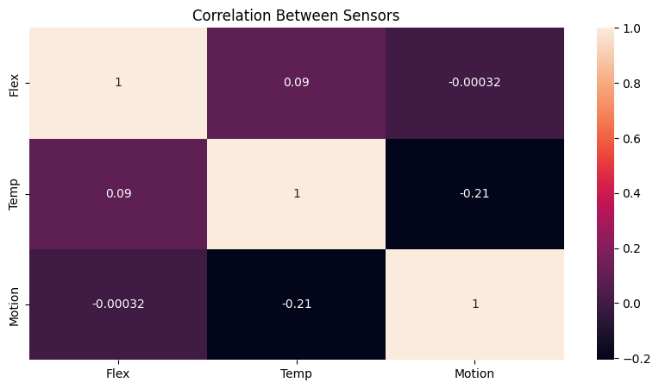 Correlation Between Sensors
Flex 1 0.09 -0.00032
Temp 0.09 1 -0.21
Motion -0.00032 -0.21 1
Flex Temp Motion
1.0
0.8
0.6
0.4
0.2
0.0
−0.2